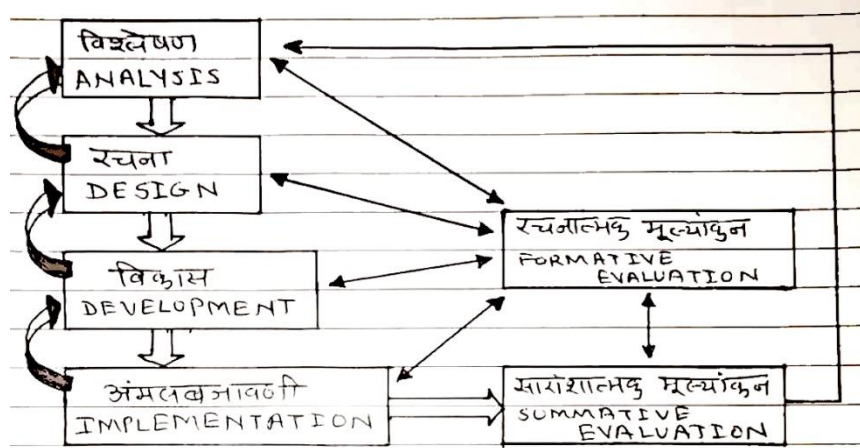 विश्लेषण
ANALYSIS
रचना
DESIGN
विकास
DEVELOPMENT
अंमलबजावणी
IMPLEMENTATION
रचनात्मक मूल्यांकन
FORMATIVE
EVALUATION
सारांशात्मक मूल्यांकन
SUMMATIVE
EVALUATION